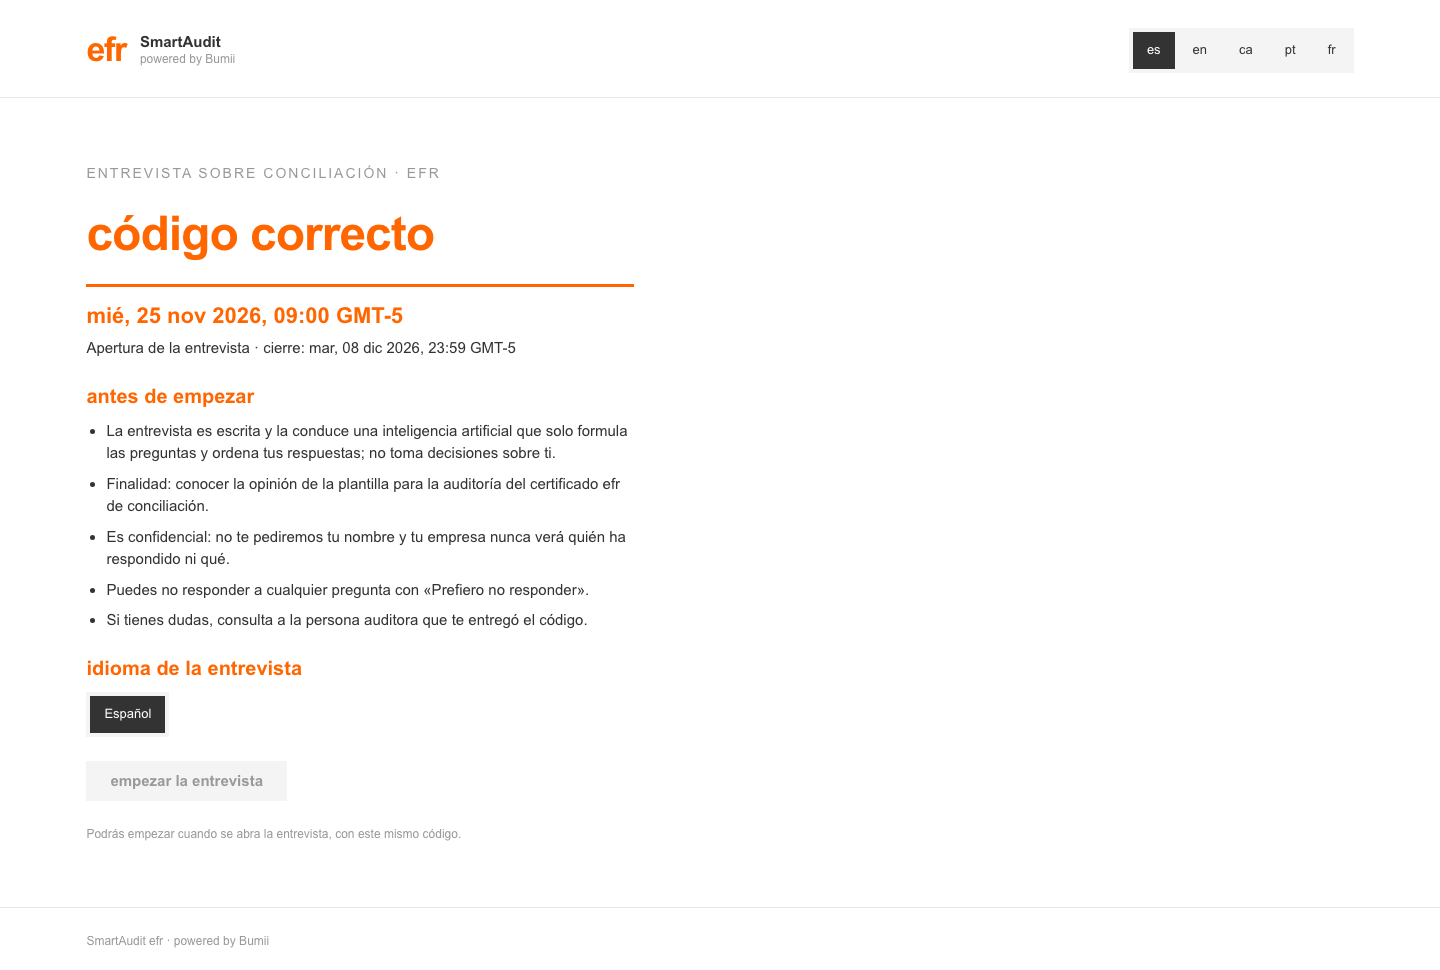 efr
SmartAudit
powered by Bumii
es en ca pt fr
ENTREVISTA SOBRE CONCILIACIÓN · EFR
código correcto
mié, 25 nov 2026, 09:00 GMT-5
Apertura de la entrevista · cierre: mar, 08 dic 2026, 23:59 GMT-5
antes de empezar
• La entrevista es escrita y la conduce una inteligencia artificial que solo formula
las preguntas y ordena tus respuestas; no toma decisiones sobre ti.
• Finalidad: conocer la opinión de la plantilla para la auditoría del certificado efr
de conciliación.
• Es confidencial: no te pediremos tu nombre y tu empresa nunca verá quién ha
respondido ni qué.
• Puedes no responder a cualquier pregunta con «Prefiero no responder».
• Si tienes dudas, consulta a la persona auditora que te entregó el código.
idioma de la entrevista
Español
empezar la entrevista
Podrás empezar cuando se abra la entrevista, con este mismo código.
SmartAudit efr · powered by Bumii